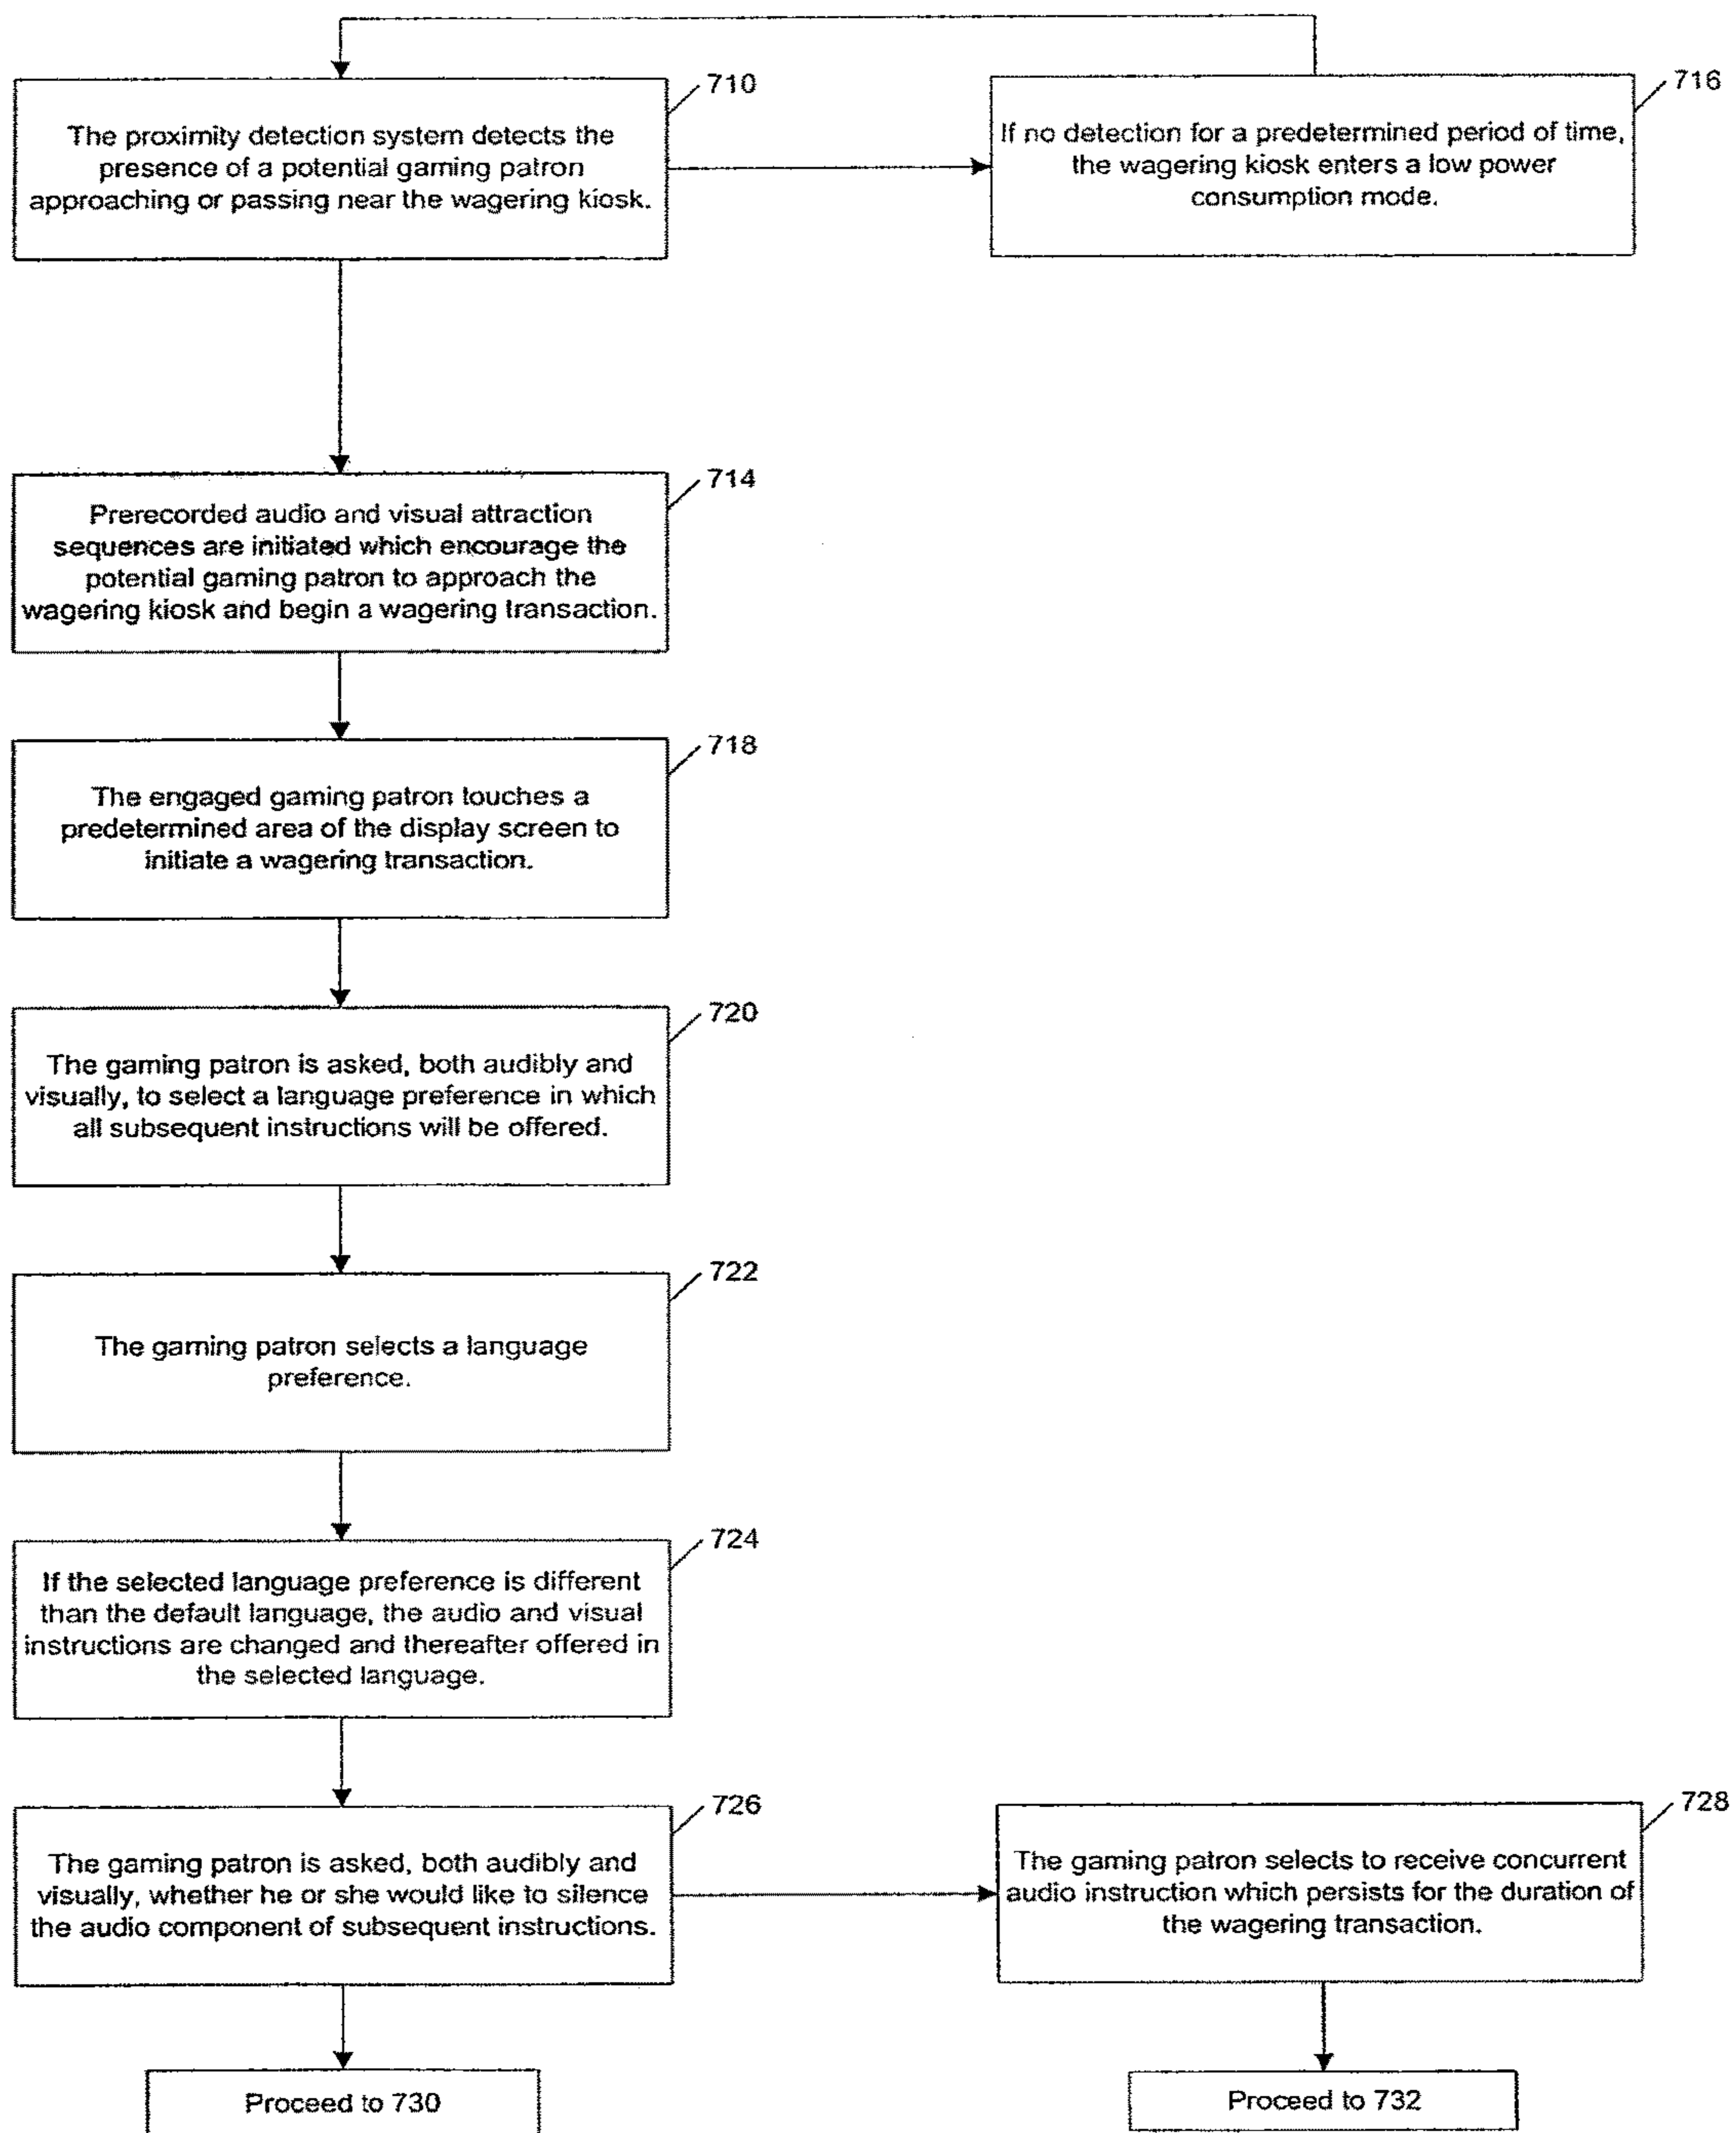 710
The proximity detection system detects the
presence of a potential gaming patron
approaching or passing near the wagering kiosk.
716
If no detection for a predetermined period of time,
the wagering kiosk enters a low power
consumption mode.
714
Prerecorded audio and visual attraction
sequences are initiated which encourage the
potential gaming patron to approach the
wagering kiosk and begin a wagering transaction.
718
The engaged gaming patron touches a
predetermined area of the display screen to
initiate a wagering transaction.
720
The gaming patron is asked, both audibly and
visually, to select a language preference in which
all subsequent instructions will be offered.
722
The gaming patron selects a language
preference.
724
If the selected language preference is different
than the default language, the audio and visual
instructions are changed and thereafter offered in
the selected language.
726
The gaming patron is asked, both audibly and
visually, whether he or she would like to silence
the audio component of subsequent instructions.
728
The gaming patron selects to receive concurrent
audio instruction which persists for the duration of
the wagering transaction.
Proceed to 730
Proceed to 732